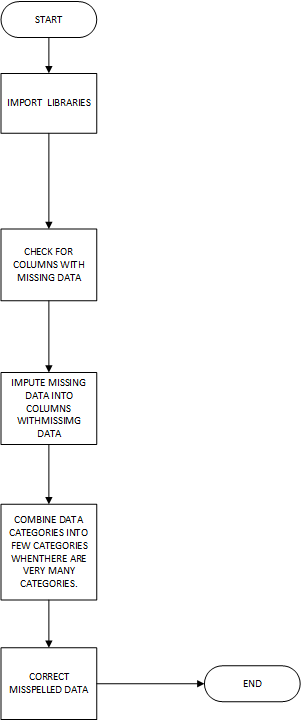 START
IMPORT LIBRARIES
CHECK FOR
COLUMNS WITH
MISSING DATA
IMPUTE MISSING
DATA INTO
COLUMNS
WITHMISSIMG
DATA
COMBINE DATA
CATEGORIES INTO
FEW CATEGORIES
WHENTHERE ARE
VERY MANY
CATEGORIES.
CORRECT
MISSPELLED DATA
END